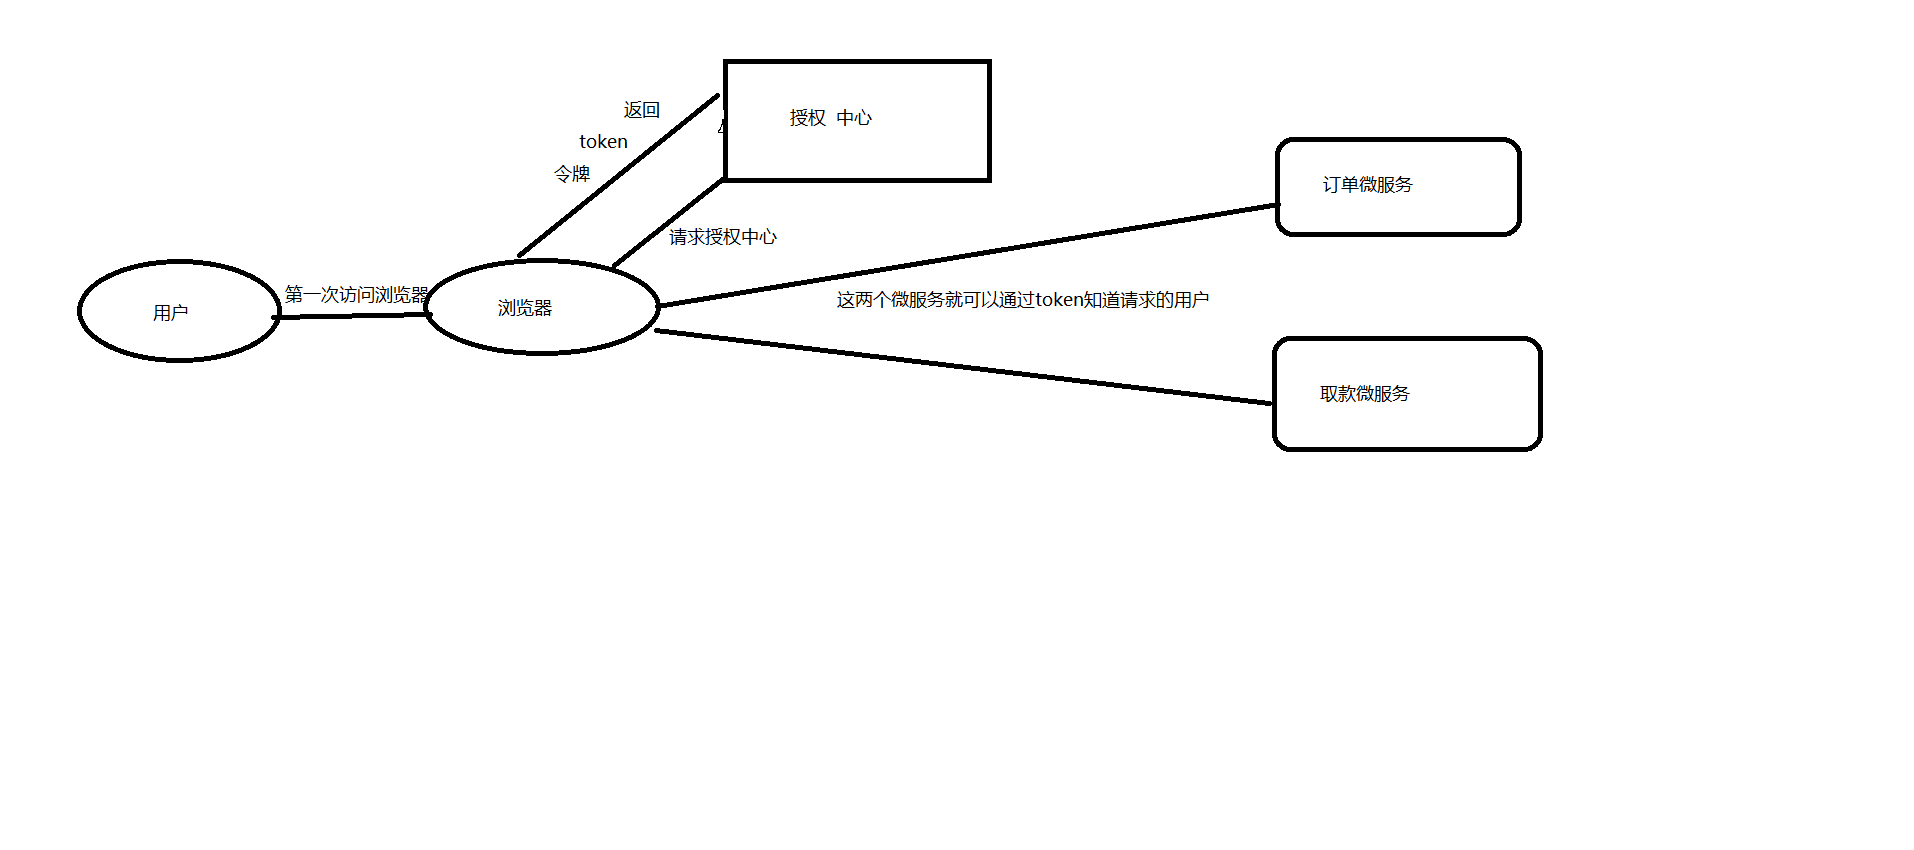 返回
授权 中心
token
令牌
订单微服务
请求授权中心
第一次访问浏览器
这两个微服务就可以通过token知道请求的用户
用户
浏览器
取款微服务